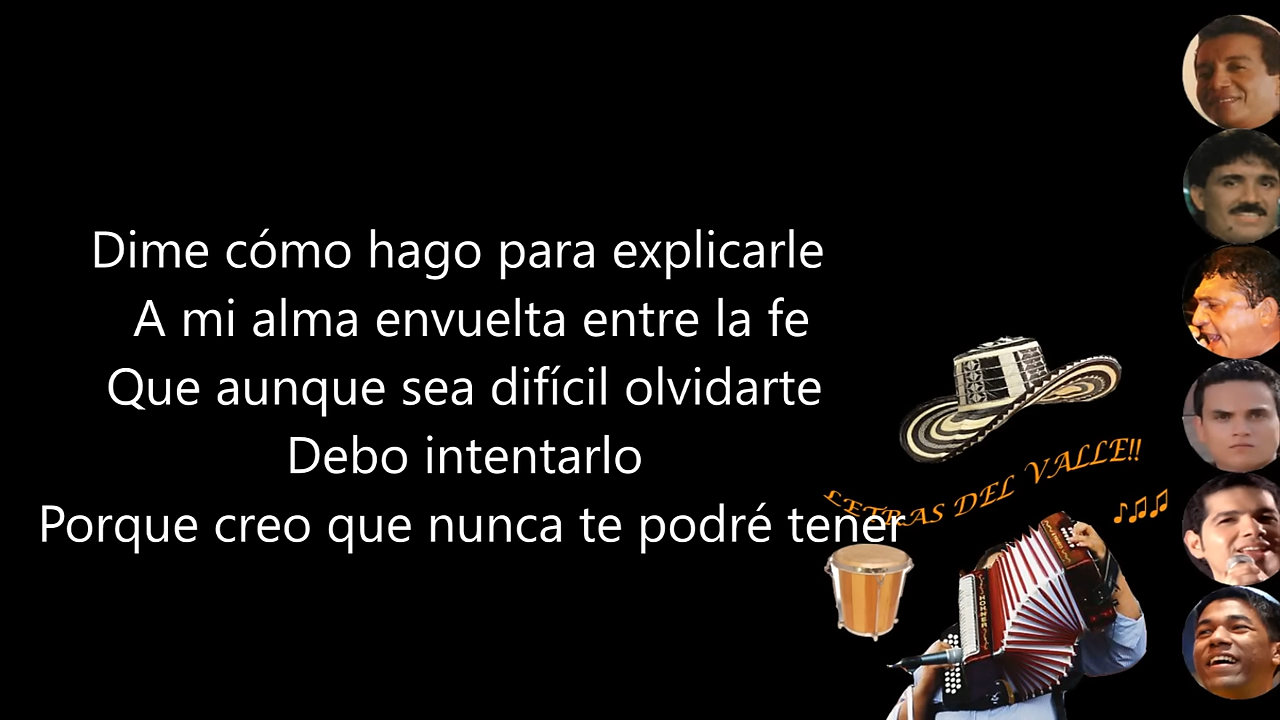 Dime cómo hago para explicarle
A mi alma envuelta entre la fe
Que aunque sea difícil olvidarte
Debo intentarlo
Porque creo que nunca te podré tener
LETRAS DEL VALLE!!
HOHNER